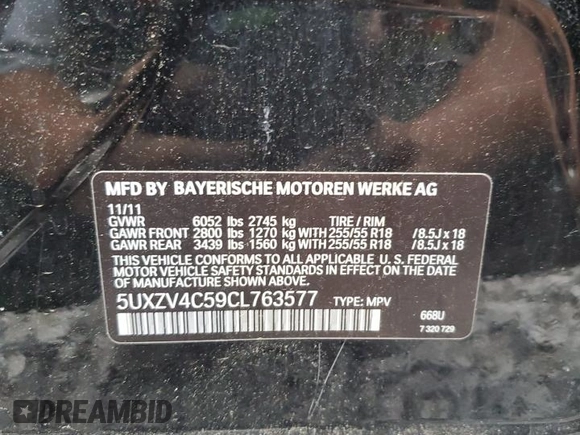 MFD BY BAYERISCHE MOTOREN WERKE AG
11/11
GVWR 6052 lbs 2745 kg TIRE / RIM
GAWR FRONT 2800 lbs 1270 kg WITH 255/55 R18 /8.5J x 18
GAWR REAR 3439 lbs 1560 kg WITH 255/55 R18 /8.5J x 18
THIS VEHICLE CONFORMS TO ALL APPLICABLE U. S. FEDERAL
MOTOR VEHICLE SAFETY STANDARDS IN EFFECT ON THE
DATE OF MANUFACTURE SHOWN ABOVE.
5UXZV4C59CL763577 TYPE: MPV
668U
7 320 729
DREAMBID